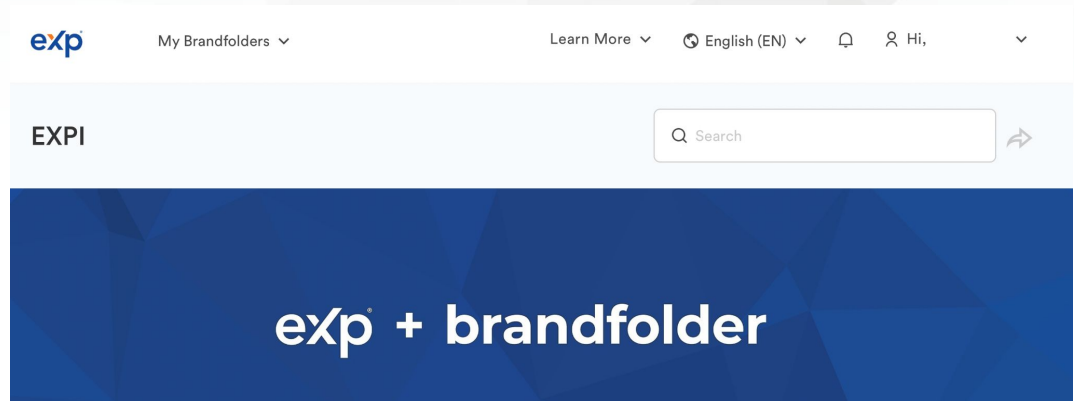 exp My Brandfolders Learn More English (EN) Hi,
EXPI Search
exp® + brandfolder